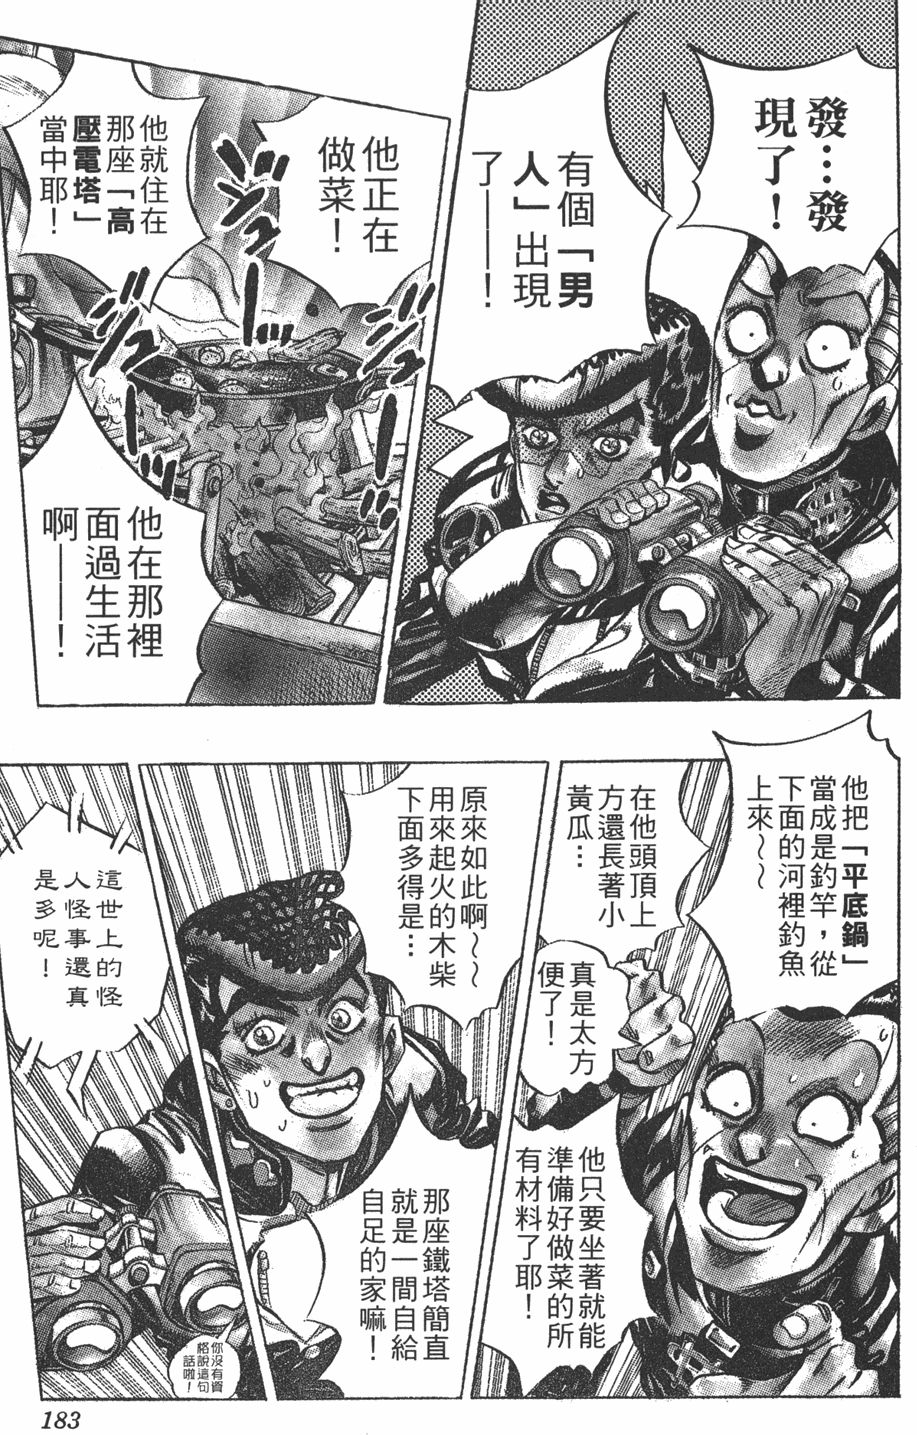 發…發
現了！
有個「男
人」出現
了——！
他正在
做菜！
他就住在
那座「高
壓電塔」
當中耶！
他在那裡
面過生活
啊——！
他把「平底鍋」
當成是釣竿，從
下面的河裡釣魚
上來～～
在他頭頂上
方還長著小
黃瓜…
真是太方
便了！
他只要坐著就能
準備好做菜的所
有材料了耶！
原來如此啊～～
用來起火的木柴
下面多得是…
那座鐵塔簡直
就是一間自給
自足的家嘛！
這世上的怪
人怪事還真
是多呢！
你沒有資
格說這句
話啦！
183